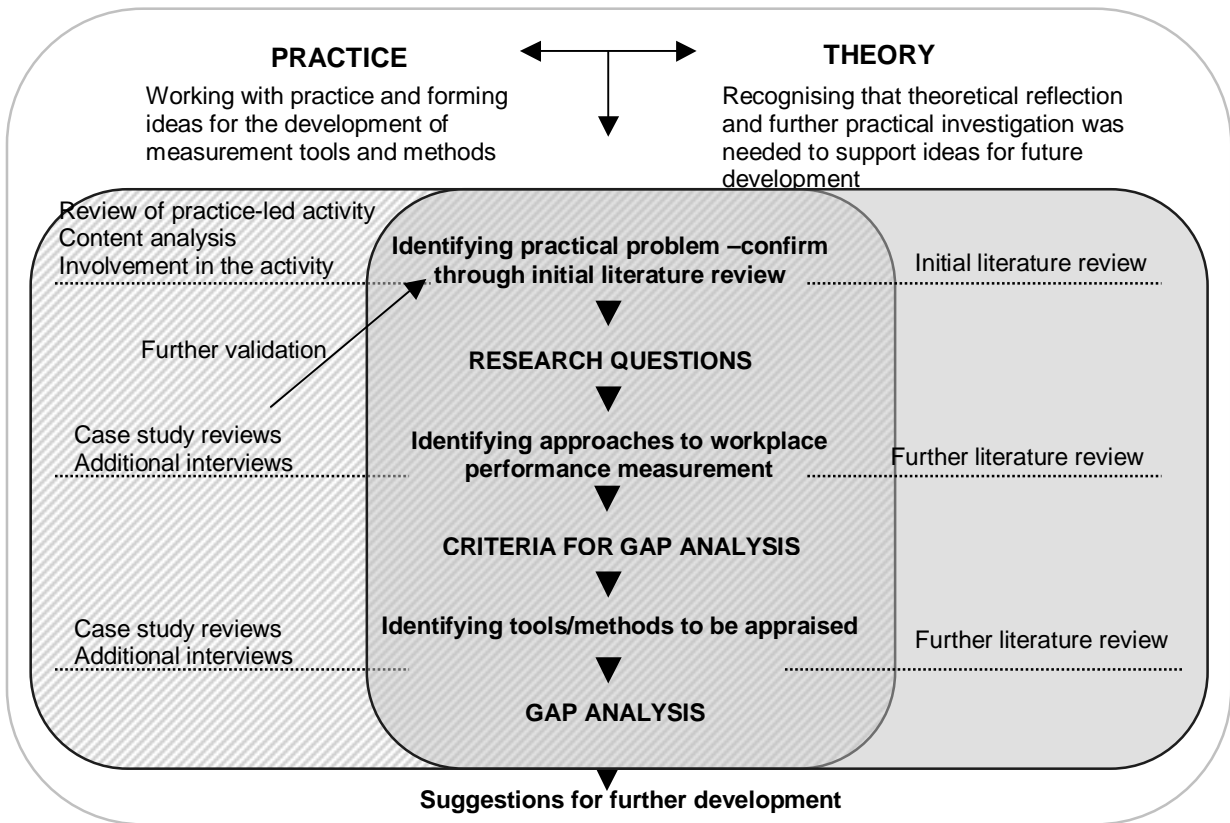 PRACTICE
THEORY
Working with practice and forming
ideas for the development of
measurement tools and methods
Recognising that theoretical reflection
and further practical investigation was
needed to support ideas for future
development
Review of practice-led activity
Content analysis
Involvement in the activity
Identifying practical problem –confirm
through initial literature review
Initial literature review
Further validation
RESEARCH QUESTIONS
Case study reviews
Additional interviews
Identifying approaches to workplace
performance measurement
Further literature review
CRITERIA FOR GAP ANALYSIS
Case study reviews
Additional interviews
Identifying tools/methods to be appraised
Further literature review
GAP ANALYSIS
Suggestions for further development